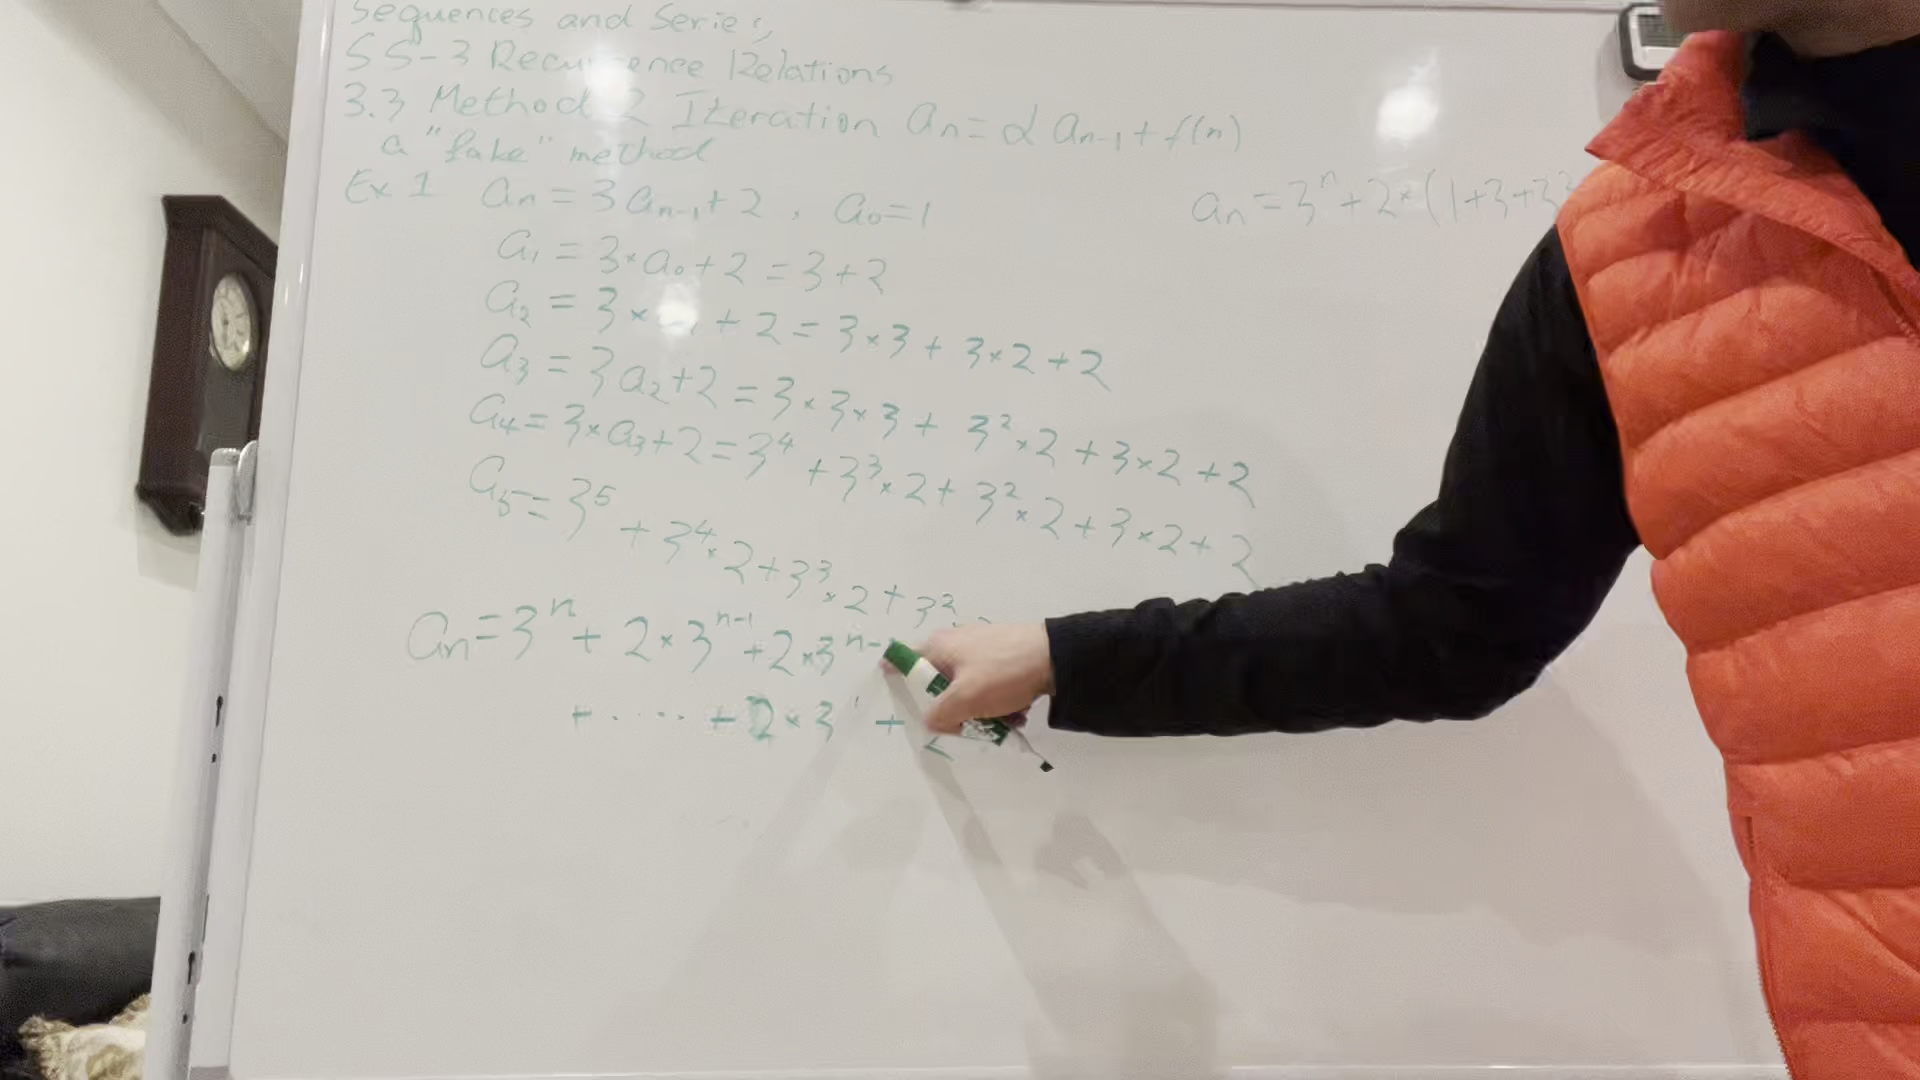 Sequences and Series,
SS-3 Recurrence Relations
3.3 Method 2 Iteration aₙ = α aₙ₋₁ + f(n)
a "fake" method
Ex 1 aₙ = 3aₙ₋₁ + 2 , a₀ = 1
aₙ = 3ⁿ + 2 × (1+3+3²
a₁ = 3 × a₀ + 2 = 3 + 2
a₂ = 3 × + 2 = 3 × 3 + 3 × 2 + 2
a₃ = 3a₂ + 2 = 3 × 3 × 3 + 3² × 2 + 3 × 2 + 2
a₄ = 3 × a₃ + 2 = 3⁴ + 3³ × 2 + 3² × 2 + 3 × 2 + 2
a₅ = 3⁵ + 3⁴ × 2 + 3³ × 2 + 3²
aₙ = 3ⁿ + 2 × 3ⁿ⁻¹ + 2 × 3ⁿ⁻
+ ..... + 2 × 3¹ + 2